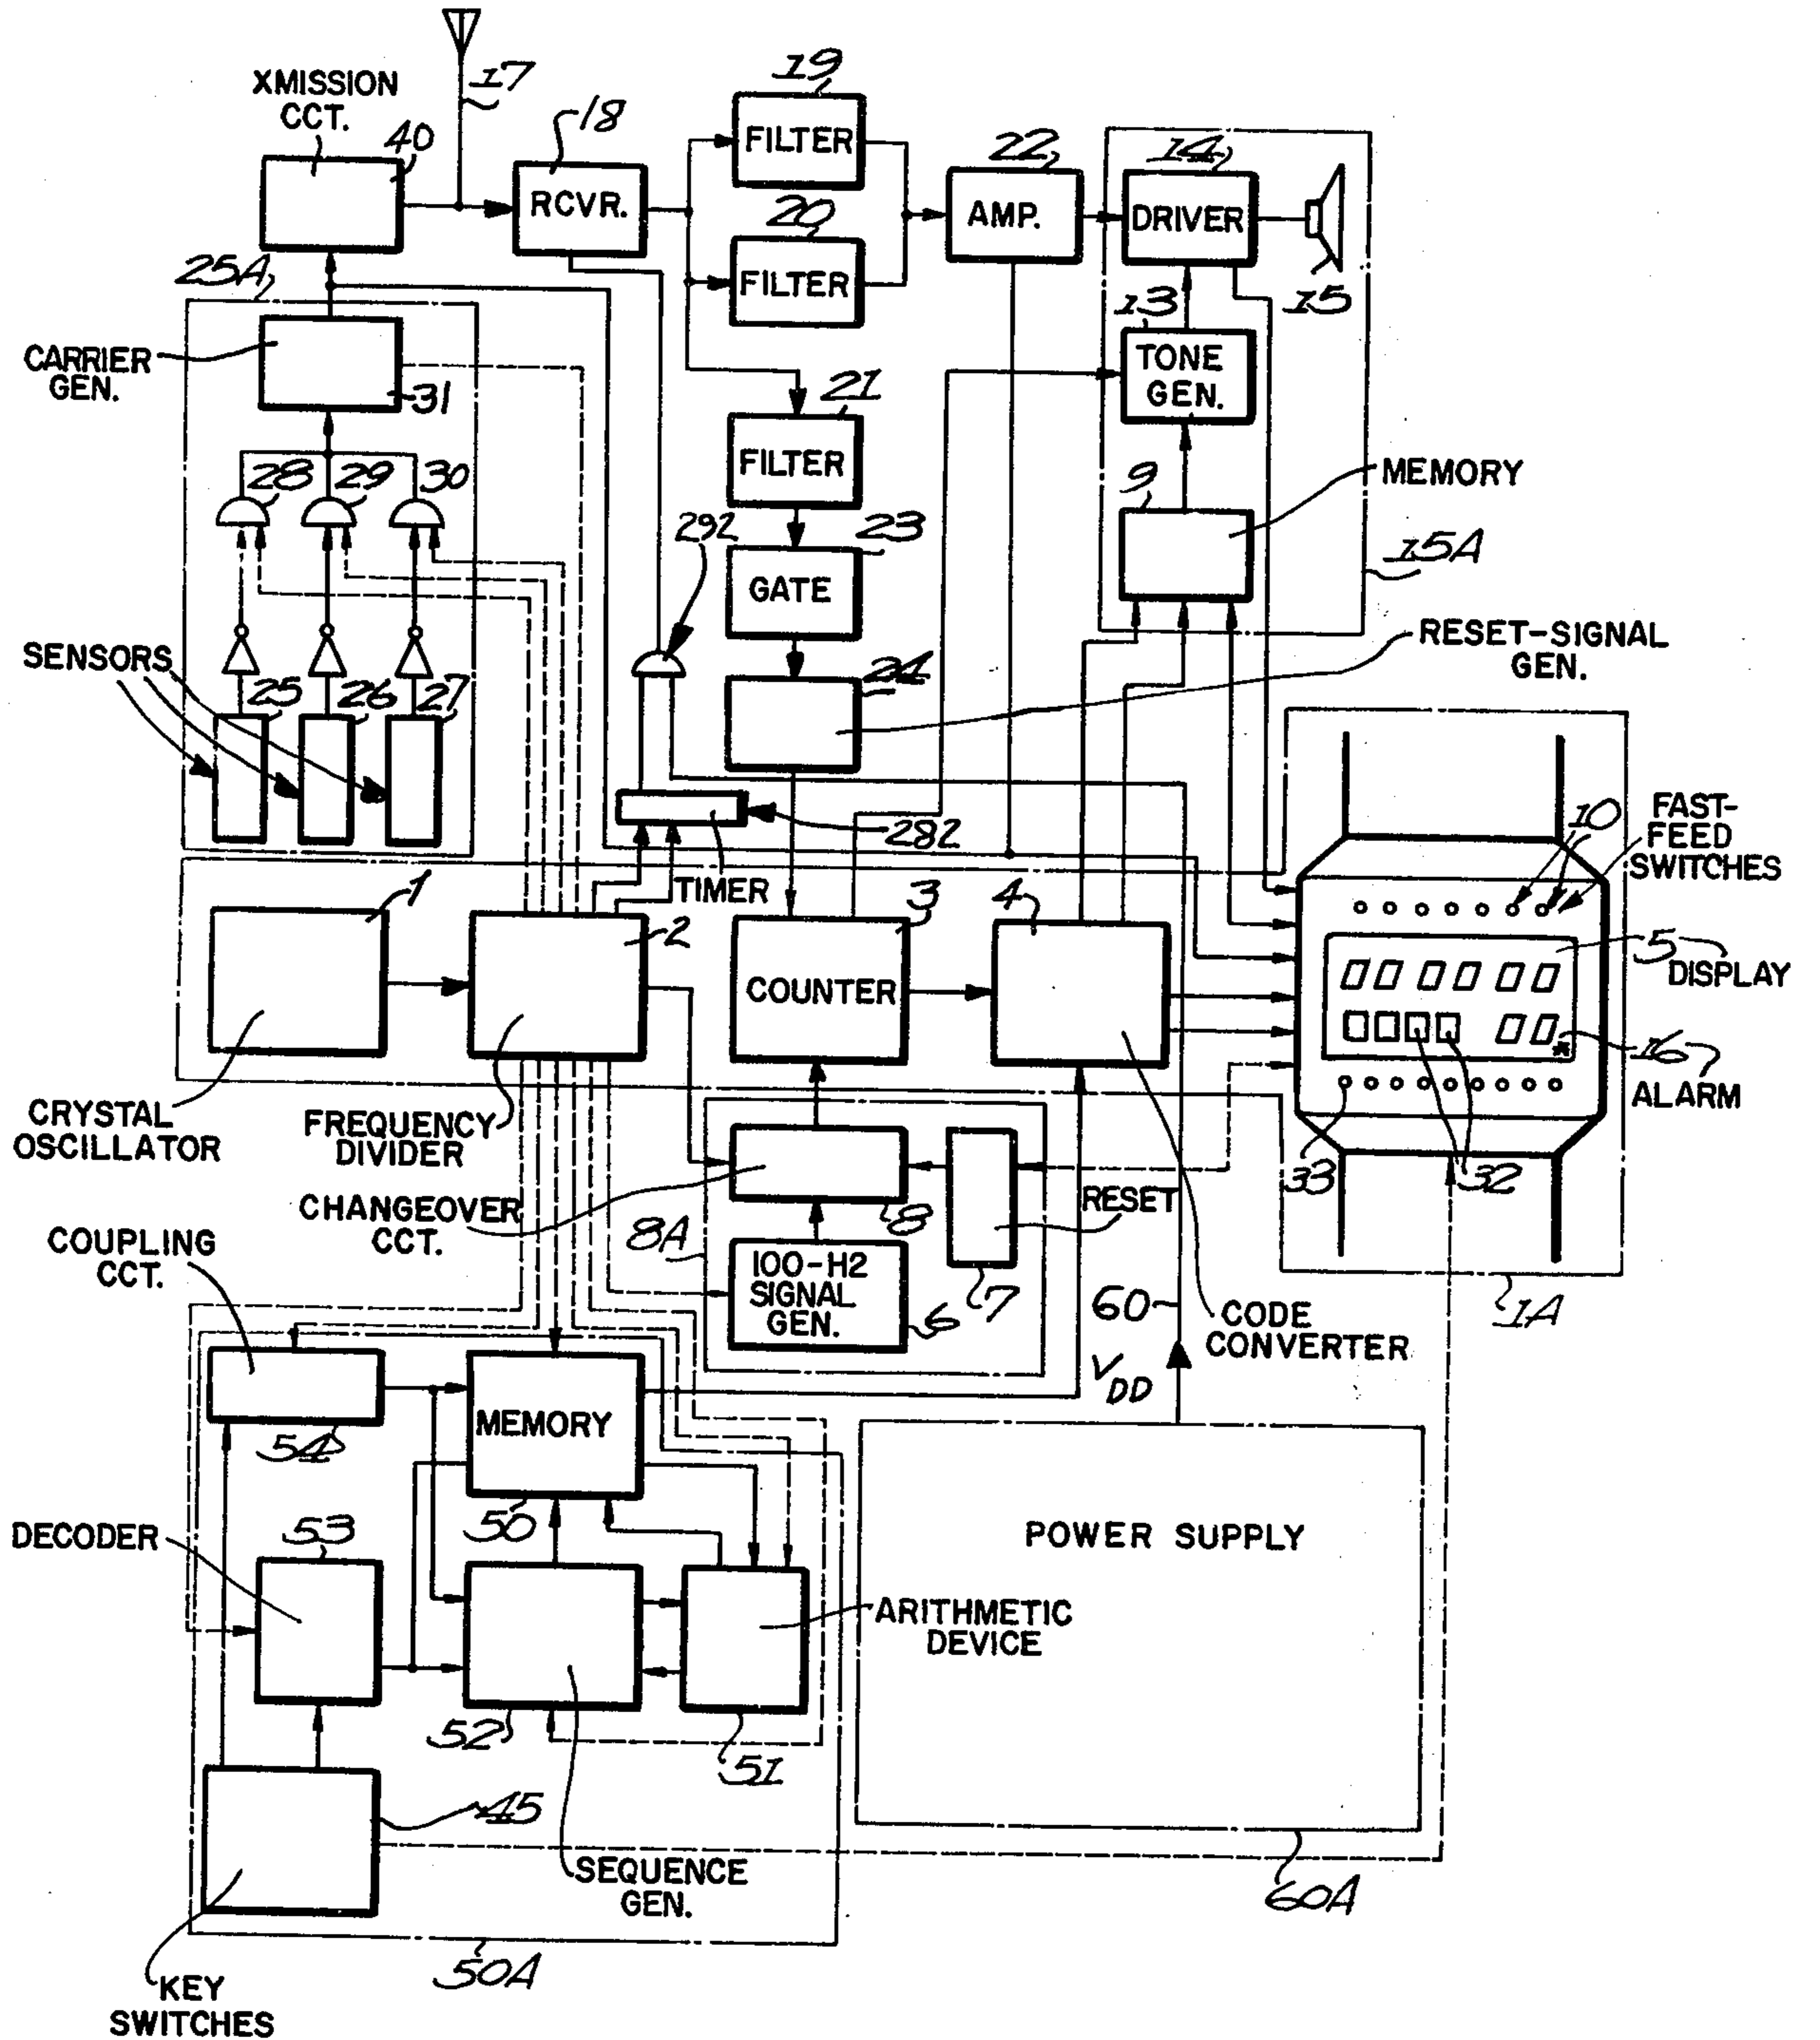 XMISSION
CCT.
40
17
18
RCVR.
19
FILTER
20
FILTER
22
AMP.
14
DRIVER
15
25A
CARRIER
GEN.
31
13
TONE
GEN.
21
FILTER
28
29
30
9
MEMORY
292
23
GATE
15A
SENSORS
25
26
27
24
RESET-SIGNAL
GEN.
282
TIMER
10
FAST-
FEED
SWITCHES
1
2
3
COUNTER
4
5
DISPLAY
*
16
ALARM
CRYSTAL
OSCILLATOR
FREQUENCY
DIVIDER
33
32
CHANGEOVER
CCT.
8A
8
RESET
7
COUPLING
CCT.
100-H2
SIGNAL
GEN.
6
60
VDD
CODE
CONVERTER
1A
54
MEMORY
50
DECODER
53
POWER SUPPLY
ARITHMETIC
DEVICE
52
51
45
SEQUENCE
GEN.
60A
50A
KEY
SWITCHES